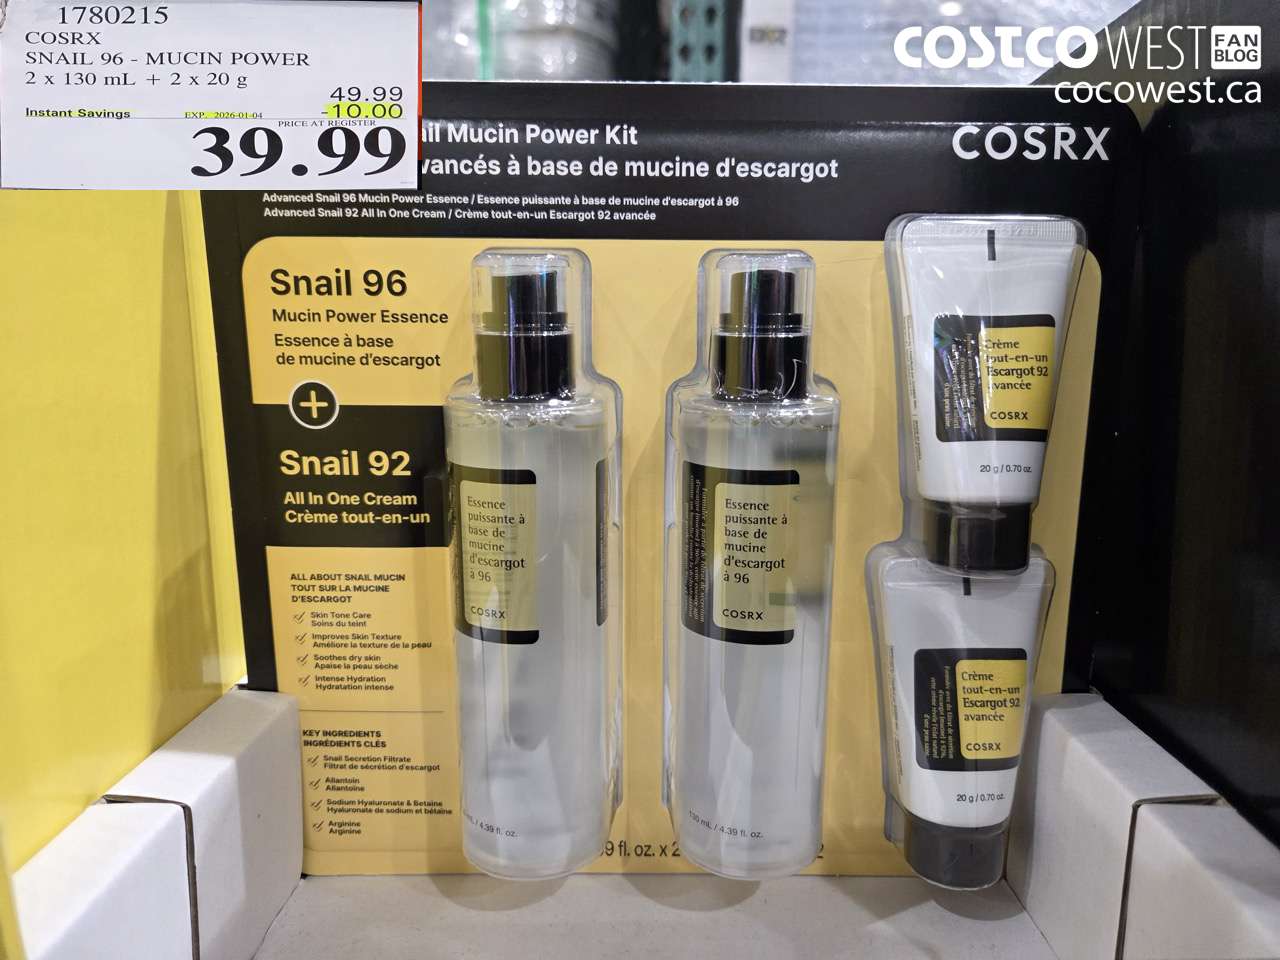 1780215
COSRX
SNAIL 96 - MUCIN POWER
2 x 130 mL + 2 x 20 g
49.99
Instant Savings EXP. 2026-01-04 -10.00
PRICE AT REGISTER
39.99
COSTCO WEST FAN BLOG
cocowest.ca
ail Mucin Power Kit
vancés à base de mucine d'escargot
COSRX
Advanced Snail 96 Mucin Power Essence / Essence puissante à base de mucine d'escargot à 96
Advanced Snail 92 All In One Cream / Crème tout-en-un Escargot 92 avancée
Snail 96
Mucin Power Essence
Essence à base
de mucine d'escargot
+
Snail 92
All In One Cream
Crème tout-en-un
ALL ABOUT SNAIL MUCIN
TOUT SUR LA MUCINE
D'ESCARGOT
Skin Tone Care
Soins du teint
Improves Skin Texture
Améliore la texture de la peau
Soothes dry skin
Apaise la peau sèche
Intense Hydration
Hydratation intense
KEY INGREDIENTS
INGRÉDIENTS CLÉS
Snail Secretion Filtrate
Filtrat de sécrétion d'escargot
Allantoin
Allantoïne
Sodium Hyaluronate & Betaine
Hyaluronate de sodium et bétaïne
Arginine
Arginine
Essence
puissante à
base de
mucine
d'escargot
à 96
COSRX
/ 4.39 fl. oz.
Essence
puissante à
base de
mucine
d'escargot
à 96
COSRX
130 mL / 4.39 fl. oz.
Crème
tout-en-un
Escargot 92
avancée
COSRX
20 g / 0.70 oz.
Crème
tout-en-un
Escargot 92
avancée
COSRX
20 g / 0.70 oz.
9 fl. oz. x 2